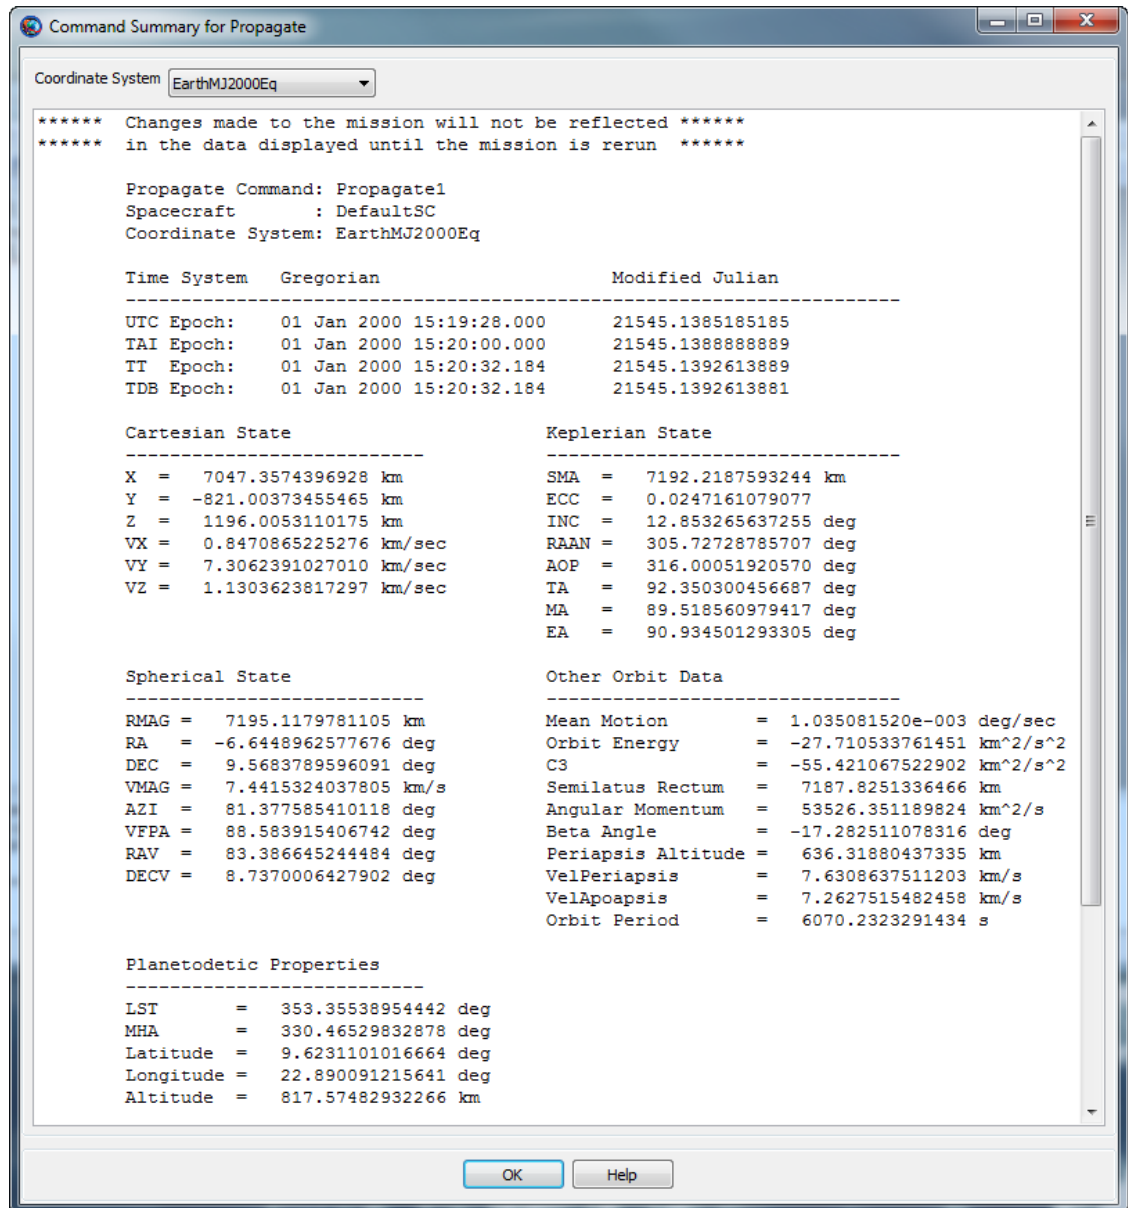 Command Summary for Propagate
Coordinate System EarthMJ2000Eq
****** Changes made to the mission will not be reflected ******
****** in the data displayed until the mission is rerun ******
Propagate Command: Propagate1
Spacecraft : DefaultSC
Coordinate System: EarthMJ2000Eq
Time System Gregorian Modified Julian
----------------------------------------------------------------------
UTC Epoch: 01 Jan 2000 15:19:28.000 21545.1385185185
TAI Epoch: 01 Jan 2000 15:20:00.000 21545.1388888889
TT Epoch: 01 Jan 2000 15:20:32.184 21545.1392613889
TDB Epoch: 01 Jan 2000 15:20:32.184 21545.1392613881
Cartesian State Keplerian State
--------------------------- --------------------------------
X = 7047.3574396928 km SMA = 7192.2187593244 km
Y = -821.00373455465 km ECC = 0.0247161079077
Z = 1196.0053110175 km INC = 12.853265637255 deg
VX = 0.8470865225276 km/sec RAAN = 305.72728785707 deg
VY = 7.3062391027010 km/sec AOP = 316.00051920570 deg
VZ = 1.1303623817297 km/sec TA = 92.350300456687 deg
MA = 89.518560979417 deg
EA = 90.934501293305 deg
Spherical State Other Orbit Data
--------------------------- --------------------------------
RMAG = 7195.1179781105 km Mean Motion = 1.035081520e-003 deg/sec
RA = -6.6448962577676 deg Orbit Energy = -27.710533761451 km^2/s^2
DEC = 9.5683789596091 deg C3 = -55.421067522902 km^2/s^2
VMAG = 7.4415324037805 km/s Semilatus Rectum = 7187.8251336466 km
AZI = 81.377585410118 deg Angular Momentum = 53526.351189824 km^2/s
VFPA = 88.583915406742 deg Beta Angle = -17.282511078316 deg
RAV = 83.386645244484 deg Periapsis Altitude = 636.31880437335 km
DECV = 8.7370006427902 deg VelPeriapsis = 7.6308637511203 km/s
VelApoapsis = 7.2627515482458 km/s
Orbit Period = 6070.2323291434 s
Planetodetic Properties
---------------------------
LST = 353.35538954442 deg
MHA = 330.46529832878 deg
Latitude = 9.6231101016664 deg
Longitude = 22.890091215641 deg
Altitude = 817.57482932266 km
OK Help